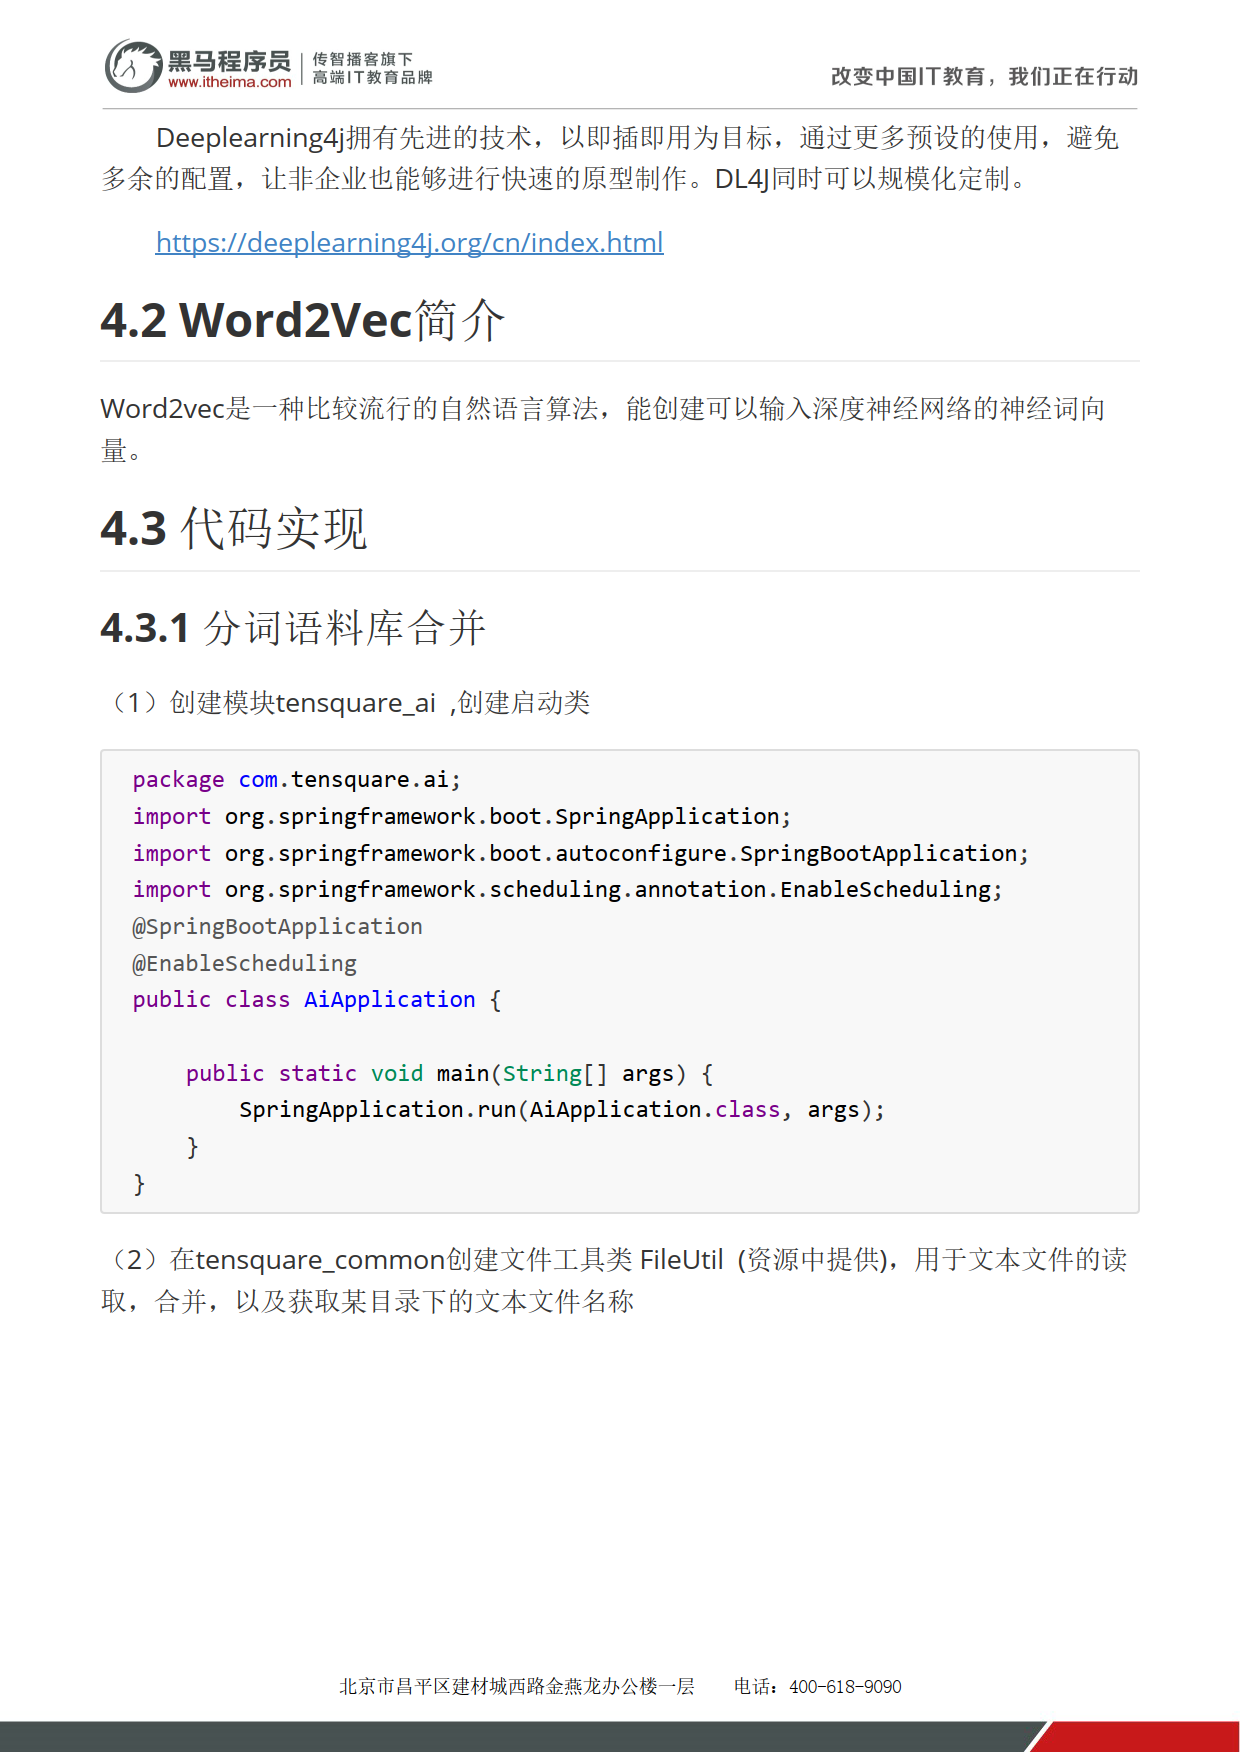 黑马程序员
www.itheima.com
传智播客旗下
高端IT教育品牌
改变中国IT教育，我们正在行动
Deeplearning4j拥有先进的技术，以即插即用为目标，通过更多预设的使用，避免
多余的配置，让非企业也能够进行快速的原型制作。DL4J同时可以规模化定制。
https://deeplearning4j.org/cn/index.html
4.2 Word2Vec简介
Word2vec是一种比较流行的自然语言算法，能创建可以输入深度神经网络的神经词向
量。
4.3 代码实现
4.3.1 分词语料库合并
（1）创建模块tensquare_ai ,创建启动类
package com.tensquare.ai;
import org.springframework.boot.SpringApplication;
import org.springframework.boot.autoconfigure.SpringBootApplication;
import org.springframework.scheduling.annotation.EnableScheduling;
@SpringBootApplication
@EnableScheduling
public class AiApplication {
    public static void main(String[] args) {
        SpringApplication.run(AiApplication.class, args);
    }
}
（2）在tensquare_common创建文件工具类 FileUtil (资源中提供)，用于文本文件的读
取，合并，以及获取某目录下的文本文件名称
北京市昌平区建材城西路金燕龙办公楼一层 电话：400-618-9090